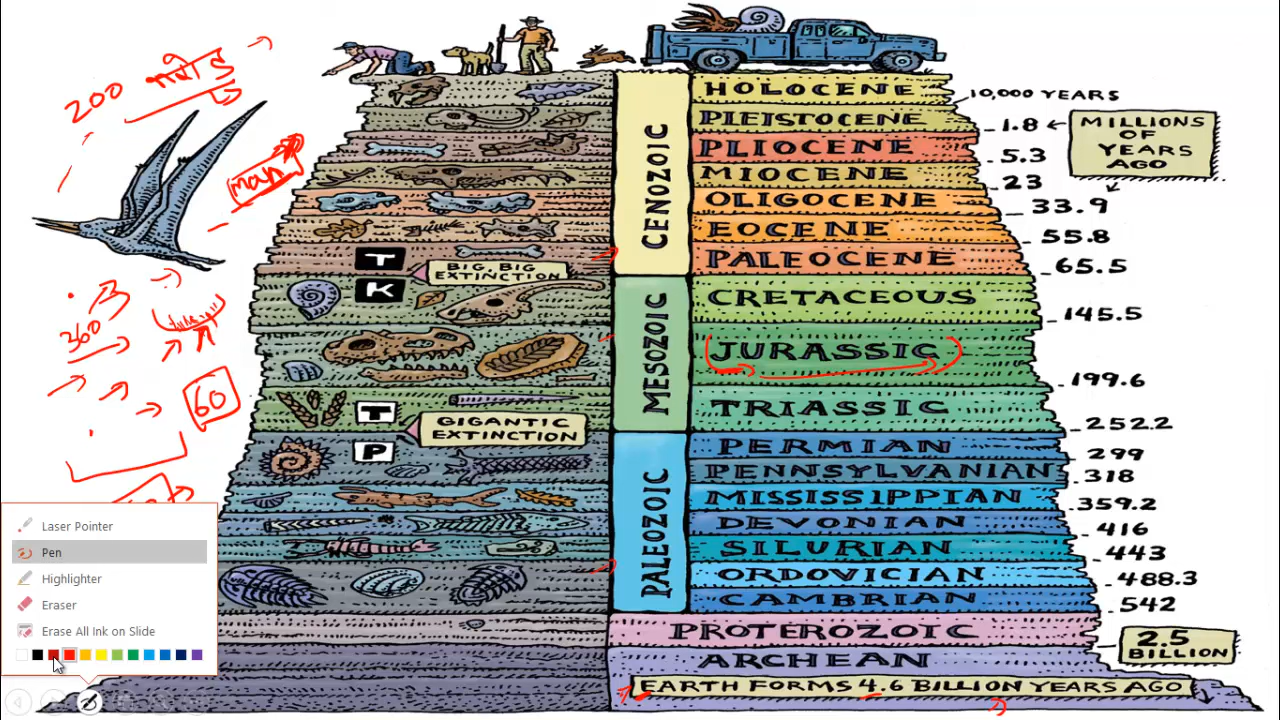 200 करोड़
man
HOLOCENE
10,000 YEARS
PLEISTOCENE
1.8
MILLIONS
OF
YEARS
AGO
PLIOCENE
5.3
MIOCENE
23
OLIGOCENE
33.9
EOCENE
55.8
PALEOCENE
65.5
CENOZOIC
T
BIG, BIG
EXTINCTION
K
CRETACEOUS
145.5
JURASSIC
199.6
TRIASSIC
252.2
MESOZOIC
T
GIGANTIC
EXTINCTION
P
PERMIAN
299
PENNSYLVANIAN
318
MISSISSIPPIAN
359.2
DEVONIAN
416
SILURIAN
443
ORDOVICIAN
488.3
CAMBRIAN
542
PALEOZOIC
PROTEROZOIC
2.5
BILLION
ARCHEAN
EARTH FORMS 4.6 BILLION YEARS AGO
360
60
Laser Pointer
Pen
Highlighter
Eraser
Erase All Ink on Slide